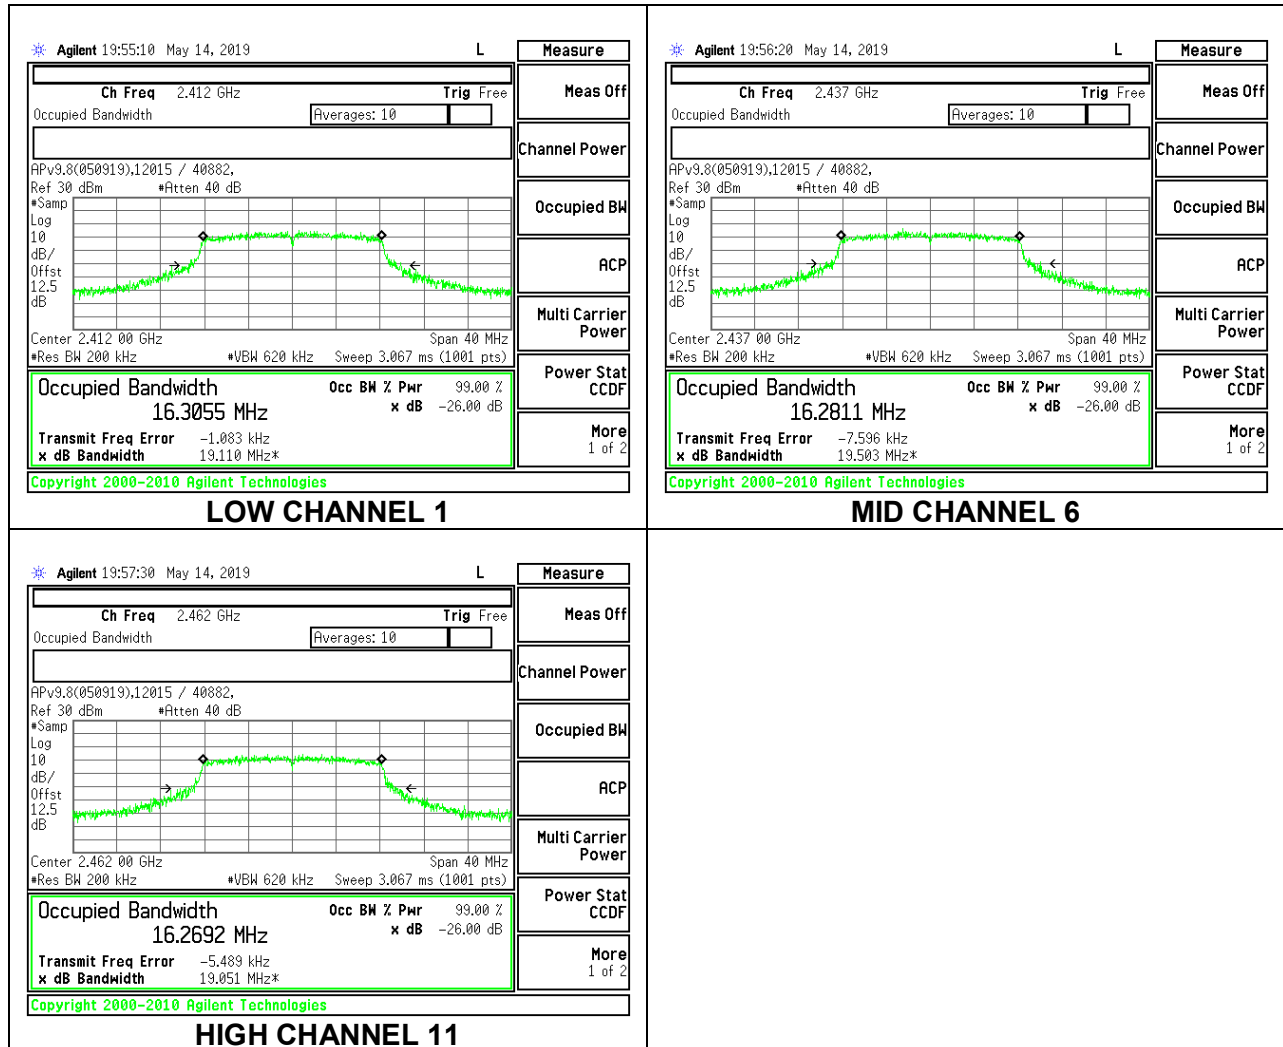 Agilent 19:55:10 May 14, 2019 L Measure
Ch Freq 2.412 GHz Trig Free Meas Off
Occupied Bandwidth Averages: 10
Channel Power
APv9.8(050919),12015 / 40882,
Ref 30 dBm #Atten 40 dB
#Samp
Occupied BW
Log
10
dB/
ACP
Offst
12.5
dB
Multi Carrier
Power
Center 2.412 00 GHz Span 40 MHz
#Res BW 200 kHz #VBW 620 kHz Sweep 3.067 ms (1001 pts)
Power Stat
CCDF
Occupied Bandwidth Occ BW % Pwr 99.00 %
16.3055 MHz x dB -26.00 dB
More
1 of 2
Transmit Freq Error -1.083 kHz
x dB Bandwidth 19.110 MHz*
Copyright 2000-2010 Agilent Technologies
LOW CHANNEL 1
Agilent 19:56:20 May 14, 2019 L Measure
Ch Freq 2.437 GHz Trig Free Meas Off
Occupied Bandwidth Averages: 10
Channel Power
APv9.8(050919),12015 / 40882,
Ref 30 dBm #Atten 40 dB
#Samp
Occupied BW
Log
10
dB/
ACP
Offst
12.5
dB
Multi Carrier
Power
Center 2.437 00 GHz Span 40 MHz
#Res BW 200 kHz #VBW 620 kHz Sweep 3.067 ms (1001 pts)
Power Stat
CCDF
Occupied Bandwidth Occ BW % Pwr 99.00 %
16.2811 MHz x dB -26.00 dB
More
1 of 2
Transmit Freq Error -7.596 kHz
x dB Bandwidth 19.503 MHz*
Copyright 2000-2010 Agilent Technologies
MID CHANNEL 6
Agilent 19:57:30 May 14, 2019 L Measure
Ch Freq 2.462 GHz Trig Free Meas Off
Occupied Bandwidth Averages: 10
Channel Power
APv9.8(050919),12015 / 40882,
Ref 30 dBm #Atten 40 dB
#Samp
Occupied BW
Log
10
dB/
ACP
Offst
12.5
dB
Multi Carrier
Power
Center 2.462 00 GHz Span 40 MHz
#Res BW 200 kHz #VBW 620 kHz Sweep 3.067 ms (1001 pts)
Power Stat
CCDF
Occupied Bandwidth Occ BW % Pwr 99.00 %
16.2692 MHz x dB -26.00 dB
More
1 of 2
Transmit Freq Error -5.489 kHz
x dB Bandwidth 19.051 MHz*
Copyright 2000-2010 Agilent Technologies
HIGH CHANNEL 11